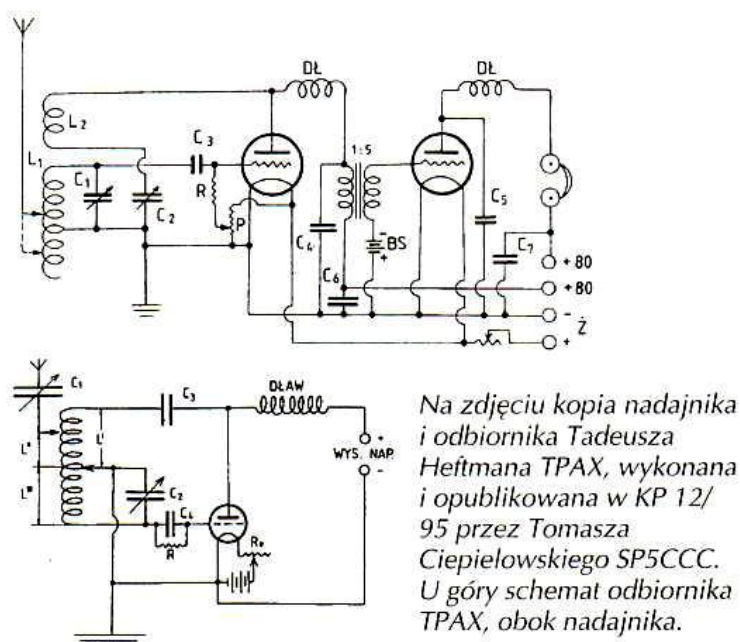 DŁ
DŁ
L2
C3
1:5
L1
C1
R
P
C2
C4
BS
C5
C6
C7
+ 80
+ 80
-
Ż
+
C1
C3
DŁAW
L'
L"
L'''
C2
C4
R
R0
+
WYS. NAP.
-
Na zdjęciu kopia nadajnika
i odbiornika Tadeusza
Heftmana TPAX, wykonana
i opublikowana w KP 12/
95 przez Tomasza
Ciepielowskiego SP5CCC.
U góry schemat odbiornika
TPAX, obok nadajnika.